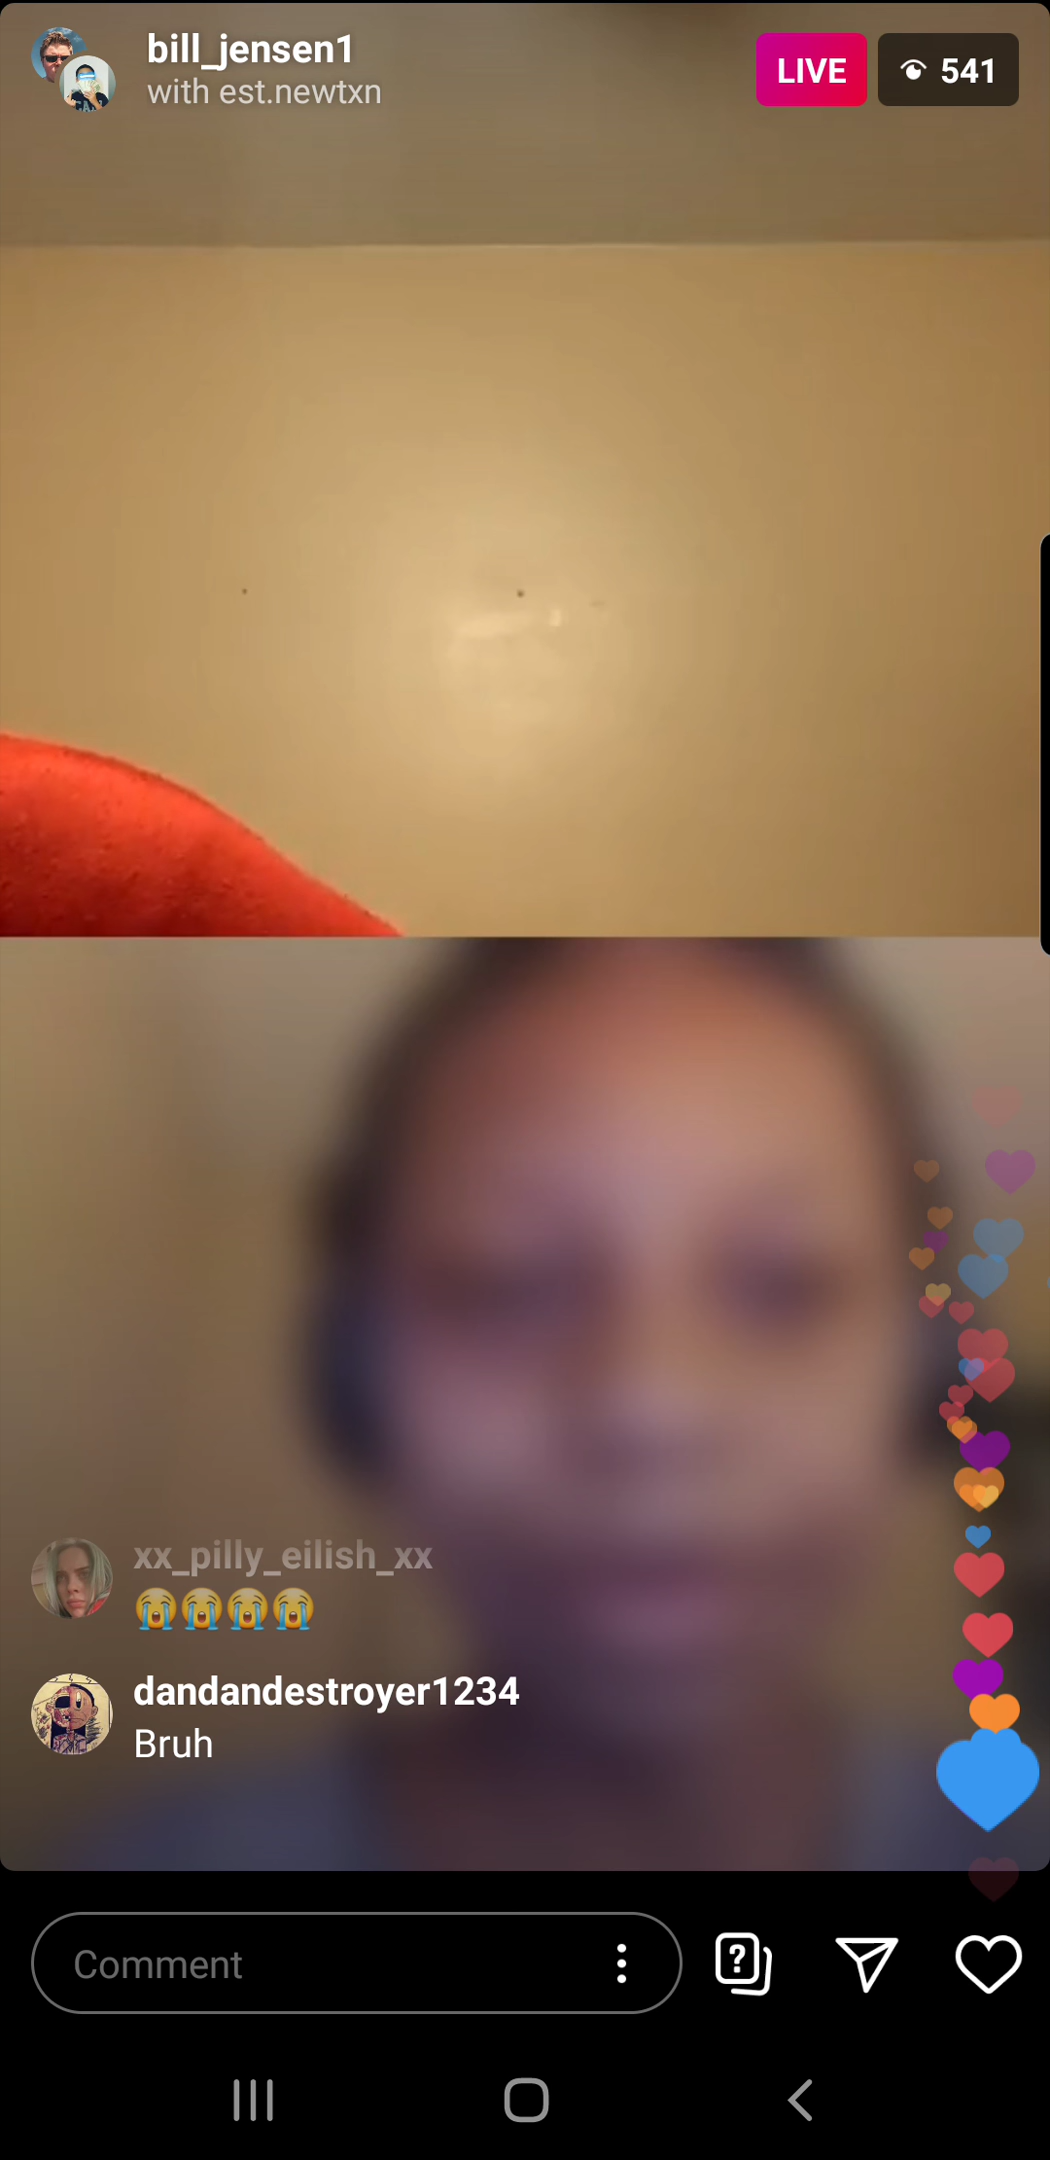 bill_jensen1
with est.newtxn
LIVE
541
xx_pilly_eilish_xx
😭😭😭😭
dandandestroyer1234
Bruh
Comment
?